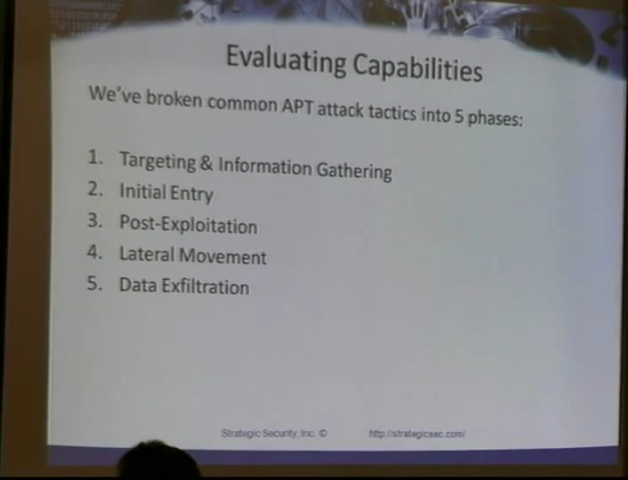 Evaluating Capabilities
We've broken common APT attack tactics into 5 phases:
1. Targeting & Information Gathering
2. Initial Entry
3. Post-Exploitation
4. Lateral Movement
5. Data Exfiltration
Strategic Security, Inc. © http://strategicsec.com/